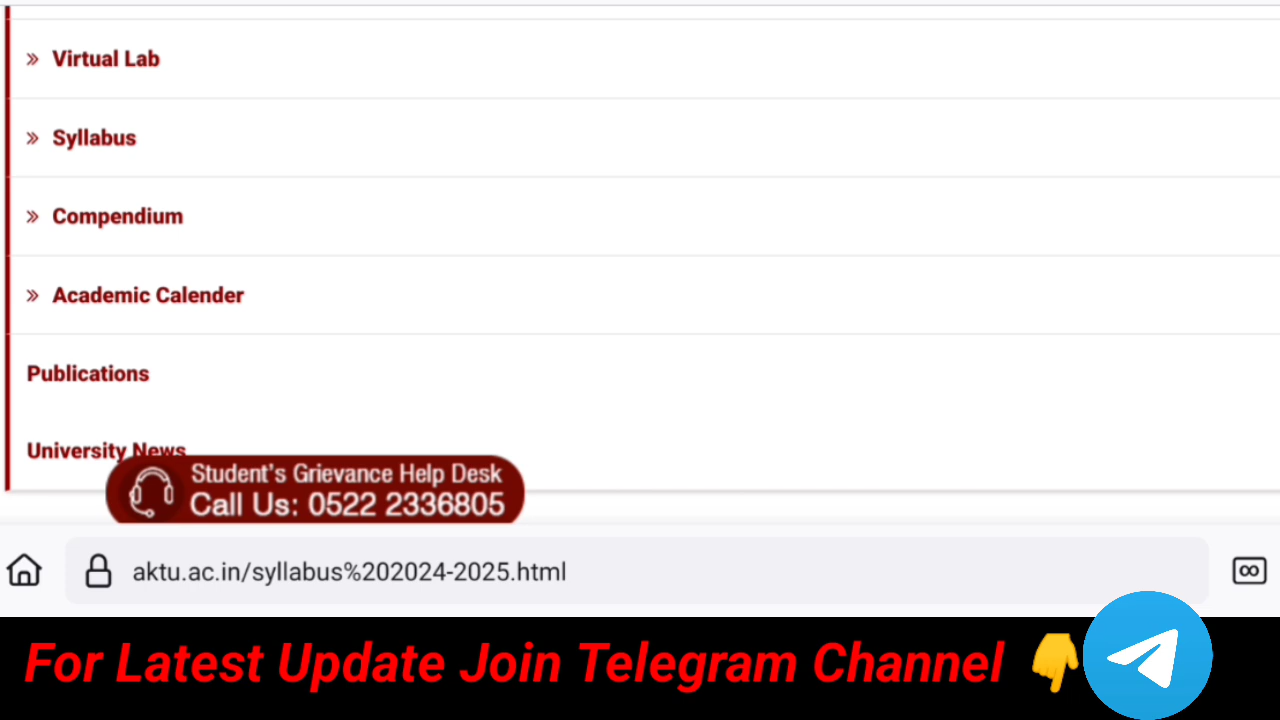 » Virtual Lab
» Syllabus
» Compendium
» Academic Calender
Publications
University News
Student's Grievance Help Desk
Call Us: 0522 2336805
aktu.ac.in/syllabus%202024-2025.html
For Latest Update Join Telegram Channel 👇